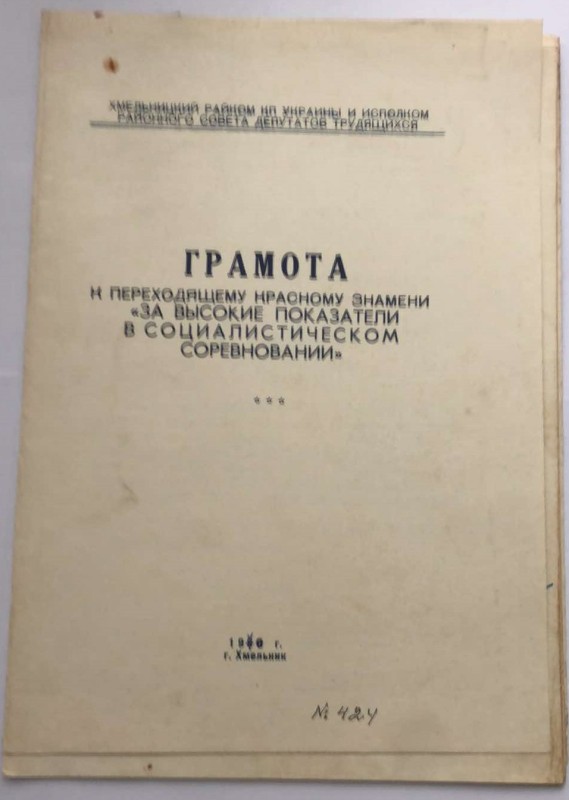 ХМЕЛЬНИЦКИЙ РАЙКОМ КП УКРАИНЫ И ИСПОЛКОМ
РАЙОННОГО СОВЕТА ДЕПУТАТОВ ТРУДЯЩИХСЯ
ГРАМОТА
К ПЕРЕХОДЯЩЕМУ КРАСНОМУ ЗНАМЕНИ
«ЗА ВЫСОКИЕ ПОКАЗАТЕЛИ
В СОЦИАЛИСТИЧЕСКОМ
СОРЕВНОВАНИИ»
* * *
г.
г. Хмельник
№ 424